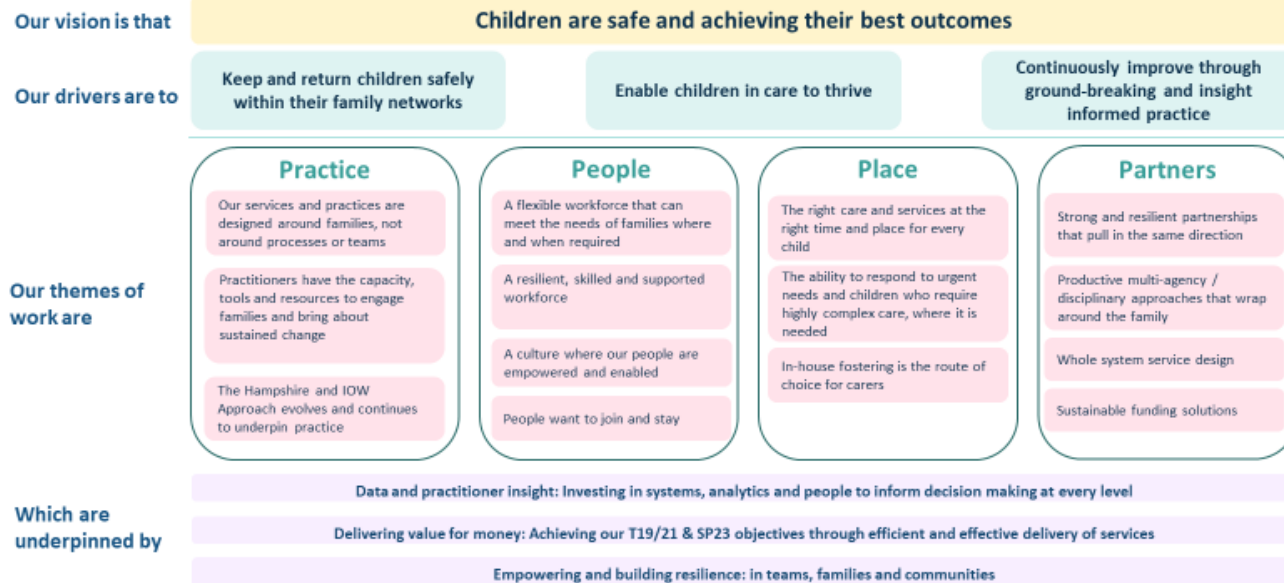 Our vision is that
Children are safe and achieving their best outcomes
Our drivers are to
Keep and return children safely
within their family networks
Enable children in care to thrive
Continuously improve through
ground-breaking and insight
informed practice
Our themes of
work are
Practice
Our services and practices are
designed around families, not
around processes or teams
Practitioners have the capacity,
tools and resources to engage
families and bring about
sustained change
The Hampshire and IOW
Approach evolves and continues
to underpin practice
People
A flexible workforce that can
meet the needs of families where
and when required
A resilient, skilled and supported
workforce
A culture where our people are
empowered and enabled
People want to join and stay
Place
The right care and services at the
right time and place for every
child
The ability to respond to urgent
needs and children who require
highly complex care, where it is
needed
In-house fostering is the route of
choice for carers
Partners
Strong and resilient partnerships
that pull in the same direction
Productive multi-agency /
disciplinary approaches that wrap
around the family
Whole system service design
Sustainable funding solutions
Which are
underpinned by
Data and practitioner insight: Investing in systems, analytics and people to inform decision making at every level
Delivering value for money: Achieving our T19/21 & SP23 objectives through efficient and effective delivery of services
Empowering and building resilience: in teams, families and communities